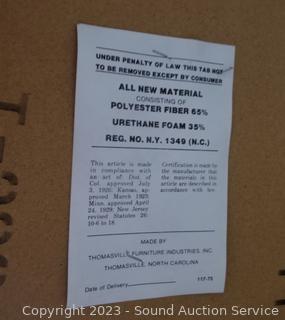 UNDER PENALTY OF LAW THIS TAG NOT
TO BE REMOVED EXCEPT BY CONSUMER
ALL NEW MATERIAL
CONSISTING OF
POLYESTER FIBER 65%
URETHANE FOAM 35%
REG. NO. N.Y. 1349 (N.C.)
This article is made
in compliance with
an act of: Dist. of
Col. approved July
3, 1926; Kansas, ap-
proved March 1923;
Minn. approved April
24, 1929; New Jersey
revised Statutes 26:
10-6 to 18.
Certification is made by
the manufacturer that
the materials in this
article are described in
accordance with law.
MADE BY
THOMASVILLE FURNITURE INDUSTRIES, INC.
THOMASVILLE, NORTH CAROLINA
Date of Delivery
117-75
Copyright 2023 - Sound Auction Service